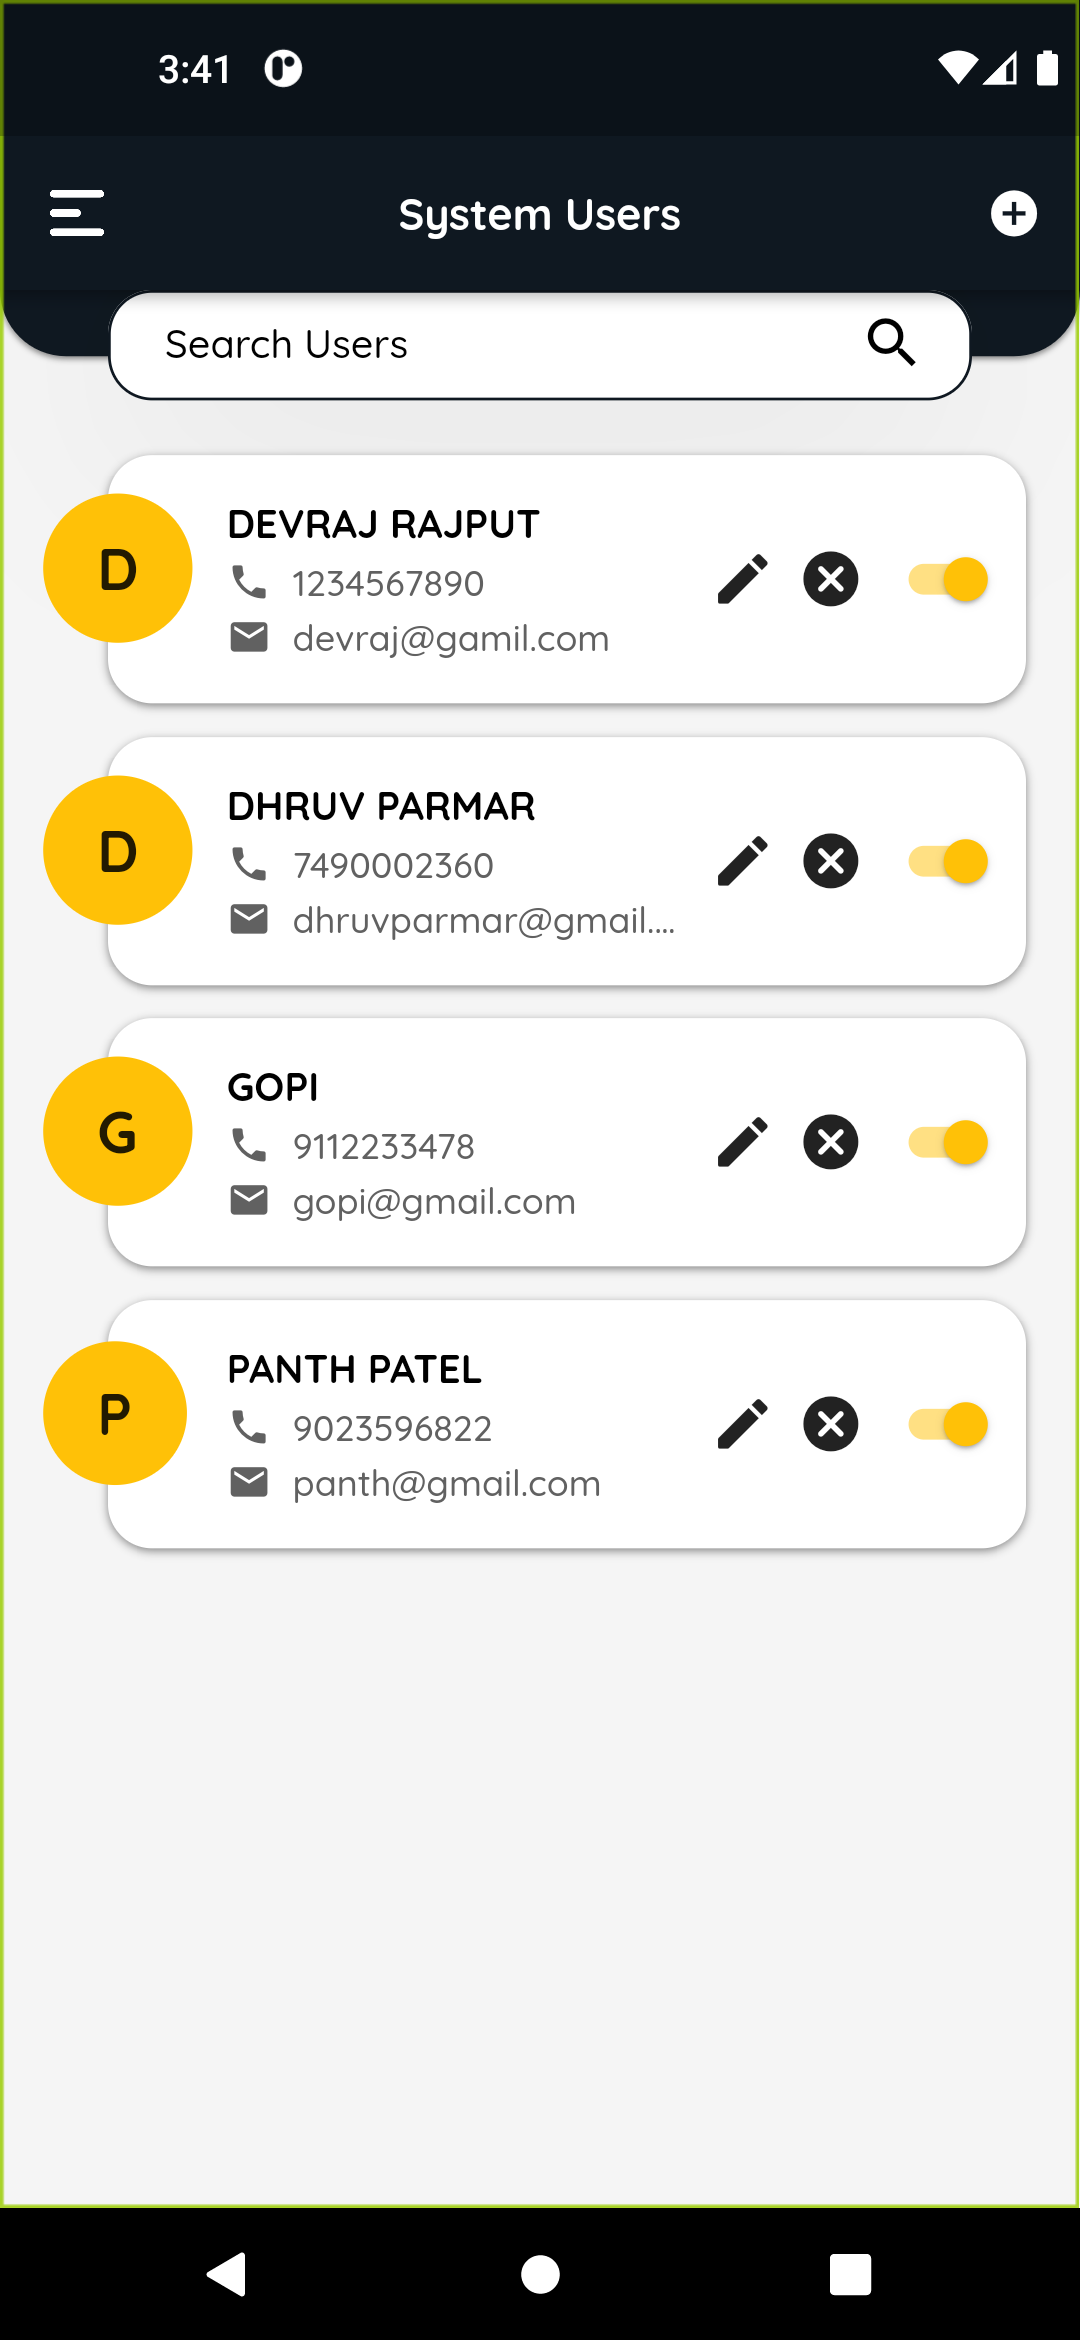 3:41
System Users
Search Users
D
DEVRAJ RAJPUT
1234567890
devraj@gamil.com
D
DHRUV PARMAR
7490002360
dhruvparmar@gmail....
G
GOPI
9112233478
gopi@gmail.com
P
PANTH PATEL
9023596822
panth@gmail.com